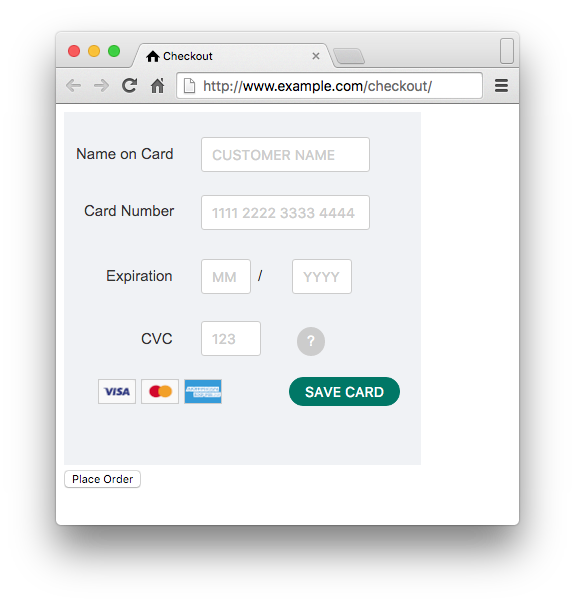 Checkout
http://www.example.com/checkout/
Name on Card CUSTOMER NAME
Card Number 1111 2222 3333 4444
Expiration MM / YYYY
CVC 123 ?
VISA SAVE CARD
Place Order